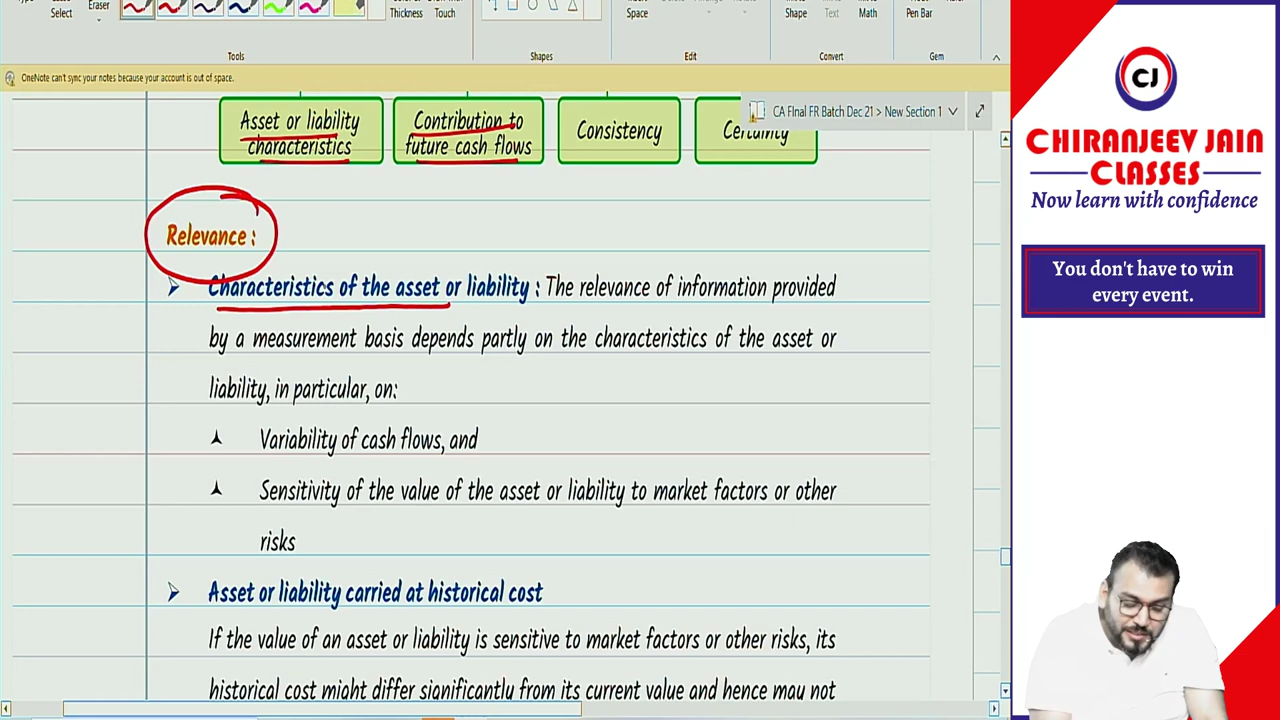 Eraser
Select
Thickness
Touch
Space
Shape
Text
Math
Pen Bar
Tools
Shapes
Edit
Convert
Gem
OneNote can't sync your notes because your account is out of space.
CA FInal FR Batch Dec 21 > New Section 1
Asset or liability
characteristics
Contribution to
future cash flows
Consistency
Certainty
Relevance :
Characteristics of the asset or liability : The relevance of information provided
by a measurement basis depends partly on the characteristics of the asset or
liability, in particular, on:
Variability of cash flows, and
Sensitivity of the value of the asset or liability to market factors or other
risks
Asset or liability carried at historical cost
If the value of an asset or liability is sensitive to market factors or other risks, its
historical cost might differ significantly from its current value and hence may not
CJ
CHIRANJEEV JAIN
CLASSES
Now learn with confidence
You don't have to win
every event.